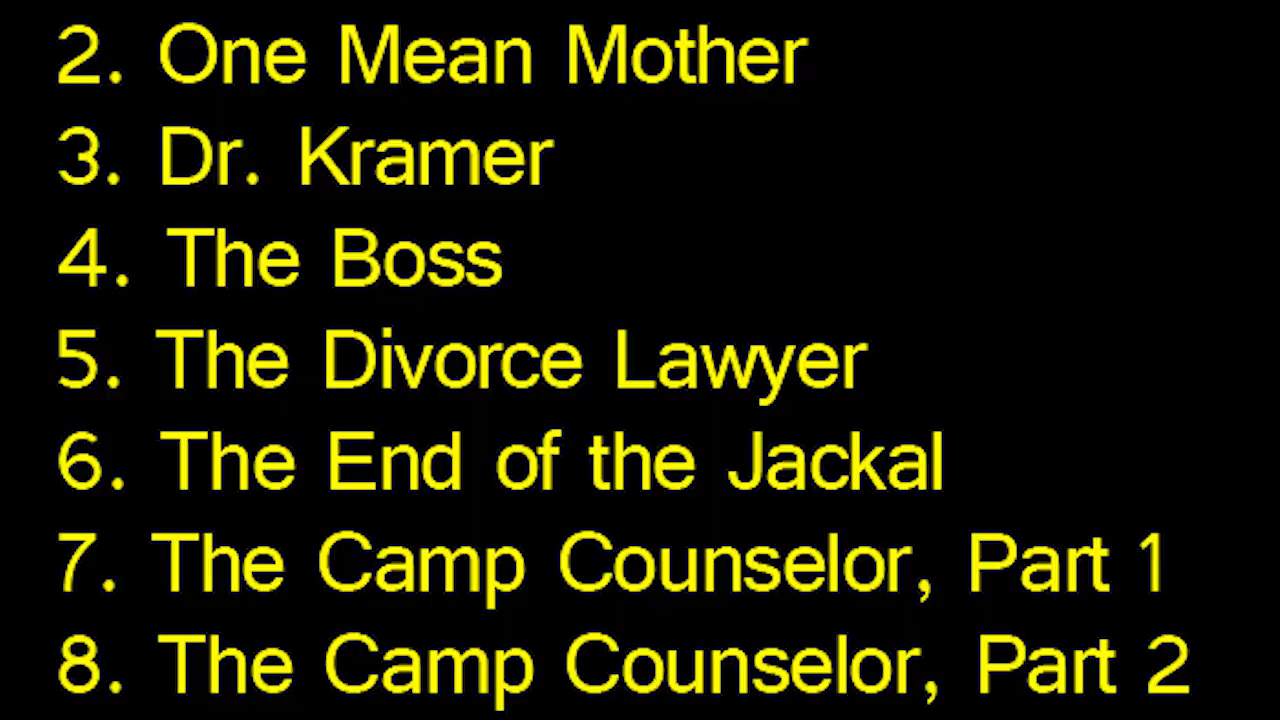 2. One Mean Mother
3. Dr. Kramer
4. The Boss
5. The Divorce Lawyer
6. The End of the Jackal
7. The Camp Counselor, Part 1
8. The Camp Counselor, Part 2